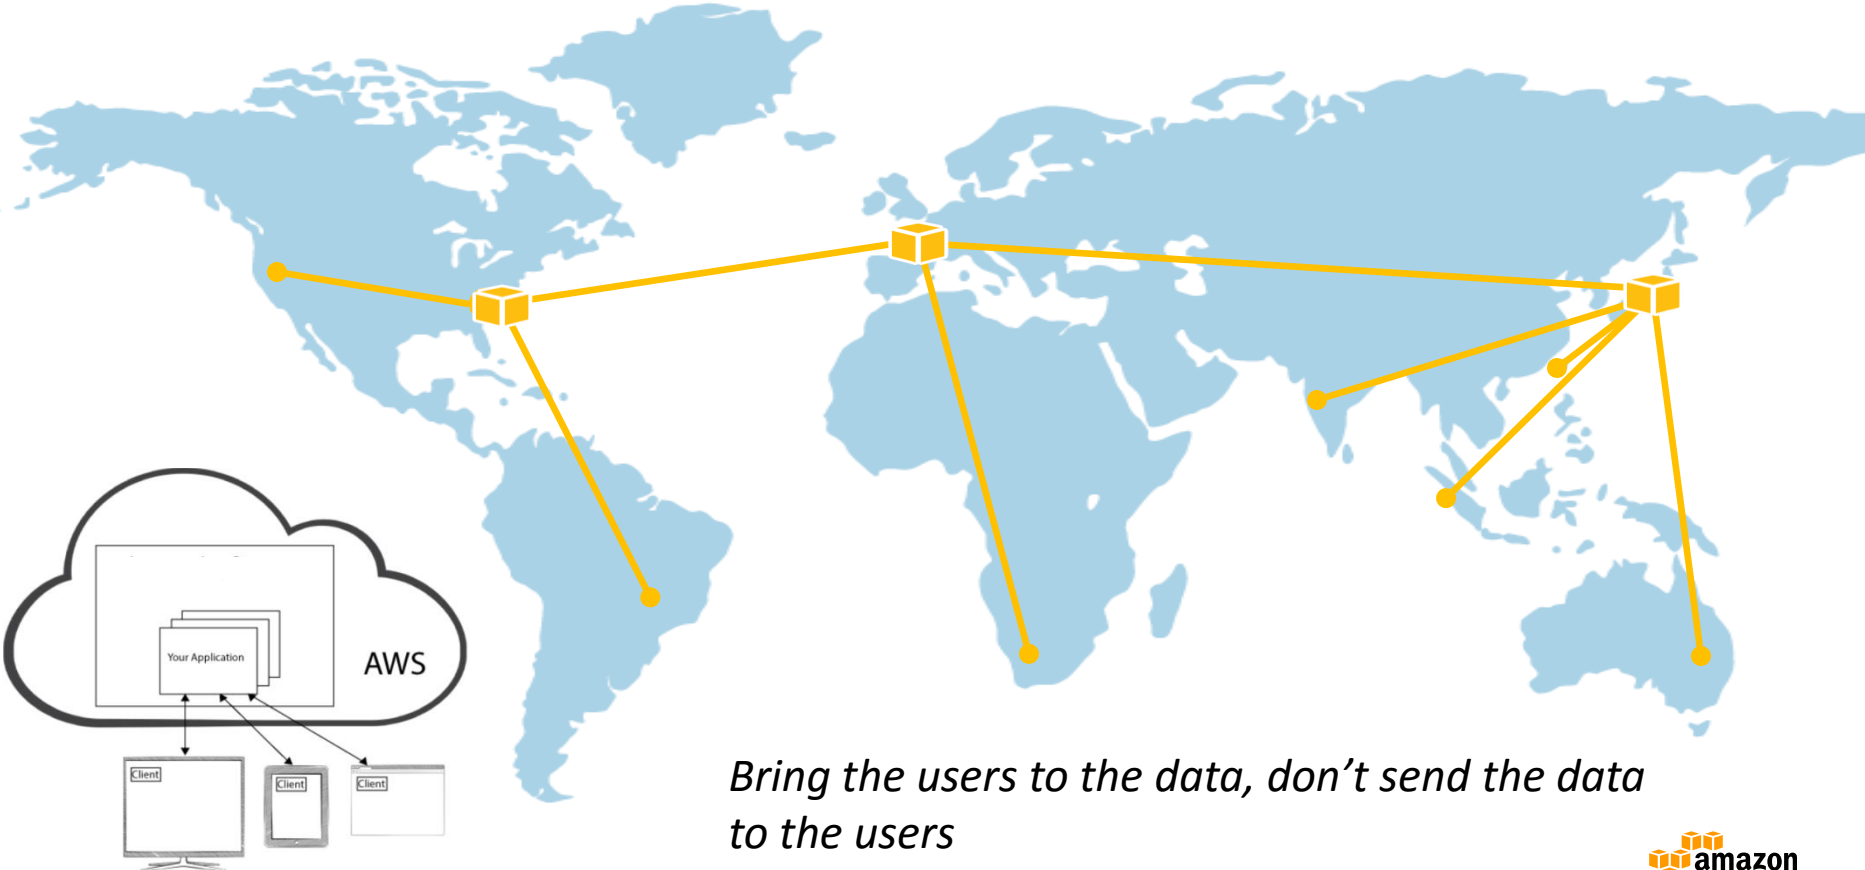 Your Application
AWS
Client
Client
Client
Bring the users to the data, don’t send the data
to the users
amazon